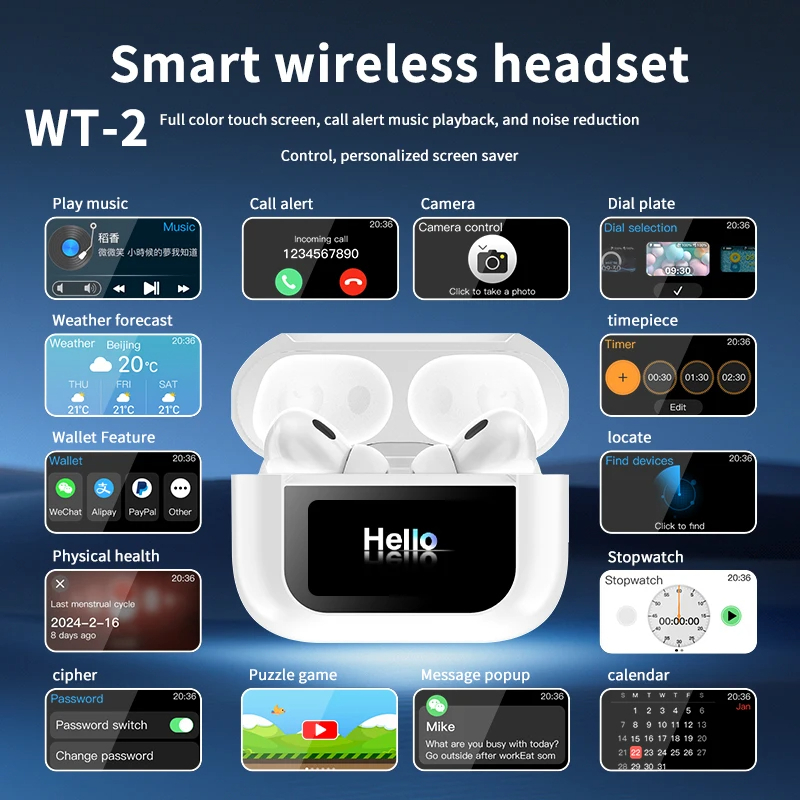 Smart wireless headset
WT-2
Full color touch screen, call alert music playback, and noise reduction
Control, personalized screen saver
Play music
Music
稻香
微微笑 小時候的夢我知道
Call alert
20:36
Incoming call
1234567890
Camera
Camera control
20:36
Click to take a photo
Dial plate
Dial selection
20:36
09:30
Weather forecast
Weather Beijing 20:36
20°C
THU FRI SAT
21°C 21°C 21°C
timepiece
Timer 20:36
+ 00:30 01:30 02:30
Edit
Wallet Feature
Wallet 20:36
WeChat Alipay PayPal Other
locate
Find devices 20:36
Click to find
Hello
Physical health
20:36
Last menstrual cycle
2024-2-16
8 days ago
Stopwatch
Stopwatch 20:36
00:00:00
cipher
Password 20:36
Password switch
Change password
Puzzle game
Message popup
20:36
Mike
What are you busy with today?
Go outside after workEat som
calendar
S M T W T F S 20:36
Jan
1 2 3 4 5 6
7 8 9 10 11 12 13
14 15 16 17 18 19 20
21 22 23 24 25 26 27
28 29 30 31